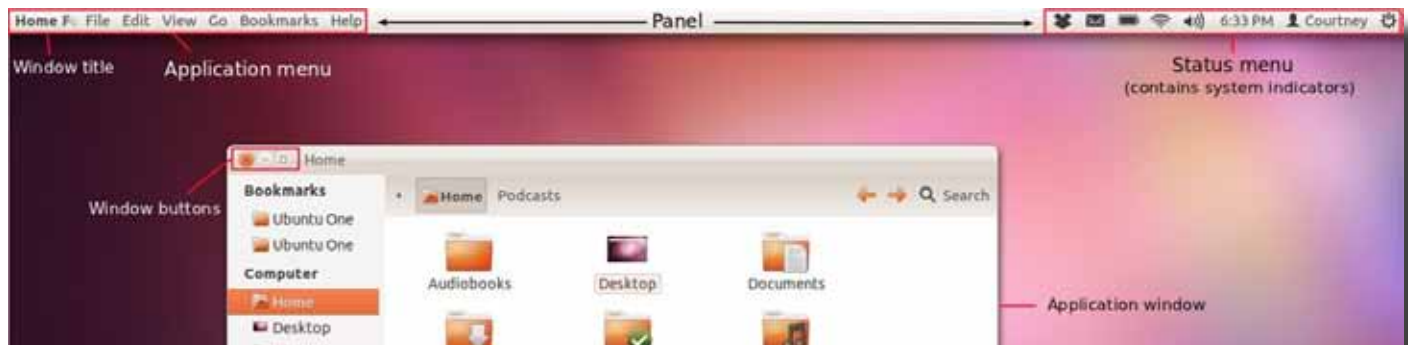 Home F File Edit View Go Bookmarks Help Panel 6:33 PM Courtney
Window title Application menu Status menu
(contains system indicators)
Home
Bookmarks Home Podcasts Search
Window buttons
Ubuntu One
Ubuntu One
Computer
Audiobooks Desktop Documents
Home
Application window
Desktop